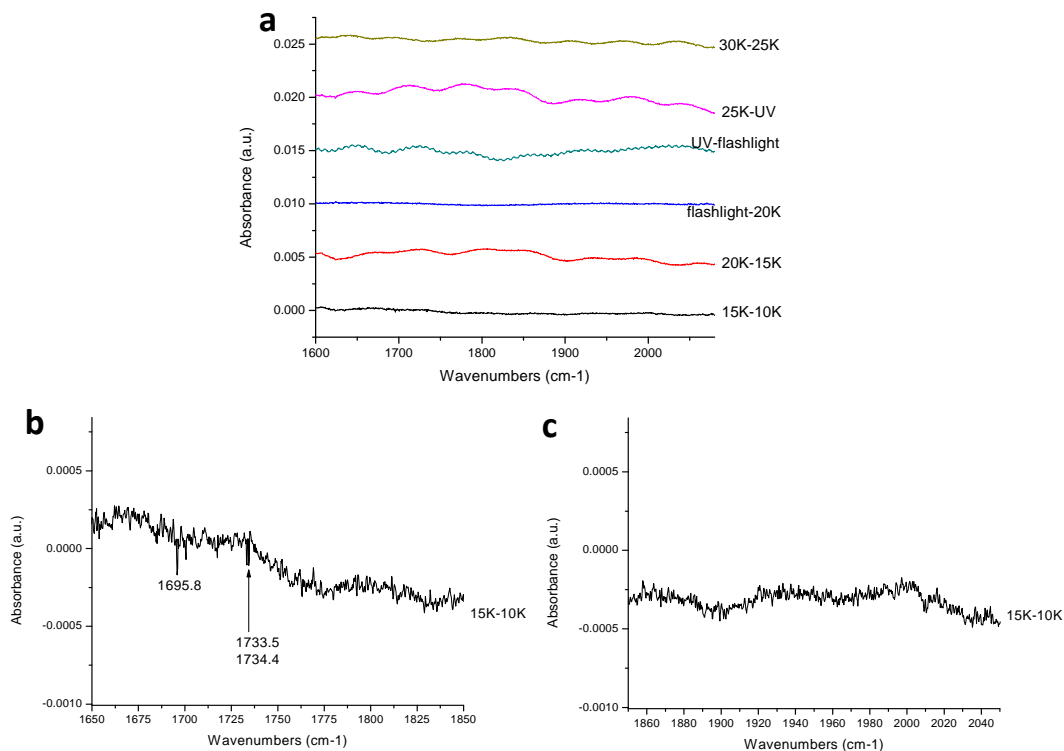 a
0.025
0.020
0.015
0.010
0.005
0.000
Absorbance (a.u.)
30K-25K
25K-UV
UV-flashlight
flashlight-20K
20K-15K
15K-10K
1600 1700 1800 1900 2000
Wavenumbers (cm-1)
b
0.0005
0.0000
-0.0005
-0.0010
Absorbance (a.u.)
1695.8
1733.5
1734.4
15K-10K
1650 1675 1700 1725 1750 1775 1800 1825 1850
Wavenumbers (cm-1)
c
0.0005
0.0000
-0.0005
-0.0010
Absorbance (a.u.)
15K-10K
1860 1880 1900 1920 1940 1960 1980 2000 2020 2040
Wavenumbers (cm-1)